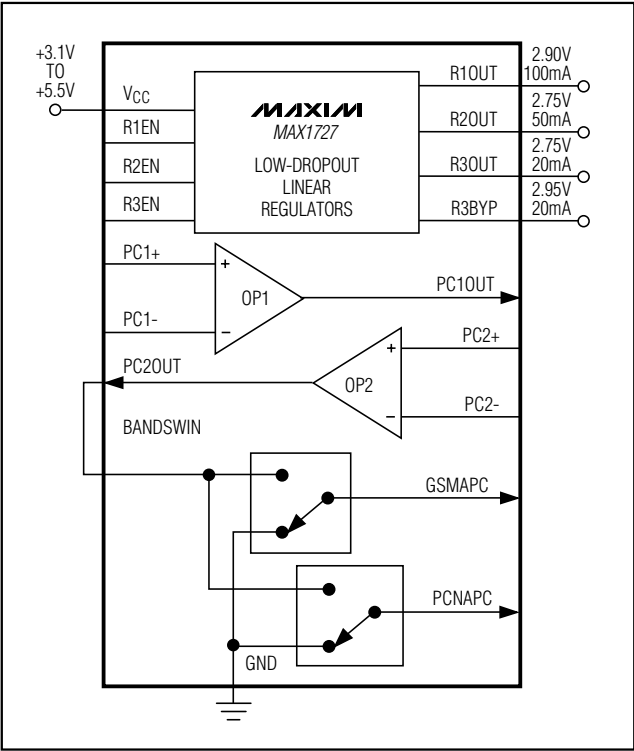 +3.1V
TO
+5.5V
VCC
R1EN
R2EN
R3EN
MAXIM
MAX1727
LOW-DROPOUT
LINEAR
REGULATORS
R1OUT
2.90V
100mA
R2OUT
2.75V
50mA
R3OUT
2.75V
20mA
R3BYP
2.95V
20mA
PC1+
+
OP1
PC1OUT
PC1-
−
PC2OUT
+
OP2
PC2+
−
PC2-
BANDSWIN
GSMAPC
PCNAPC
GND